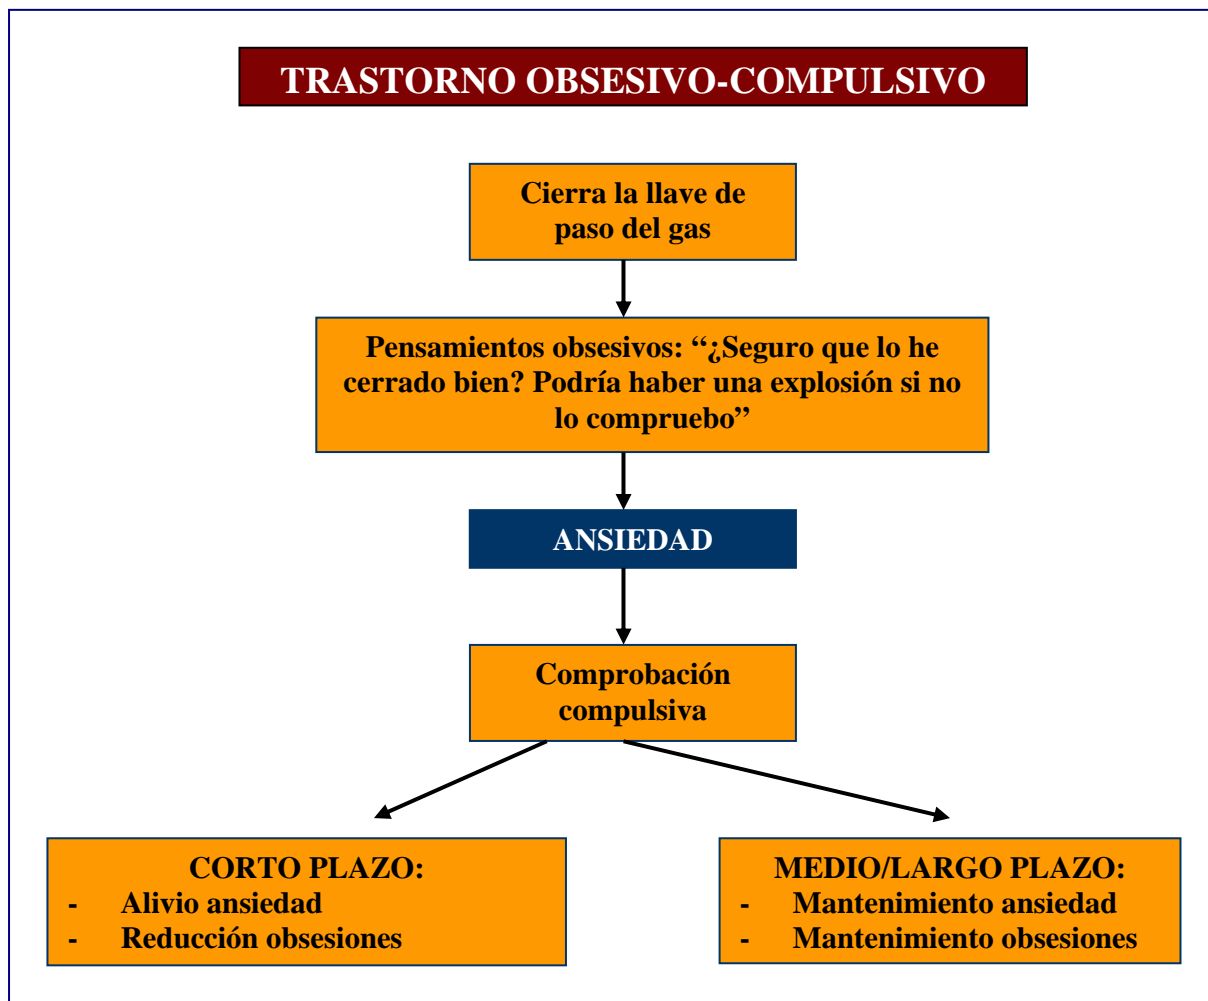 TRASTORNO OBSESIVO-COMPULSIVO
Cierra la llave de
paso del gas
Pensamientos obsesivos: “¿Seguro que lo he
cerrado bien? Podría haber una explosión si no
lo compruebo”
ANSIEDAD
Comprobación
compulsiva
CORTO PLAZO:
- Alivio ansiedad
- Reducción obsesiones
MEDIO/LARGO PLAZO:
- Mantenimiento ansiedad
- Mantenimiento obsesiones